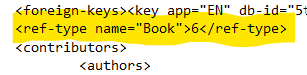 <foreign-keys><key app="EN" db-id="5t
<ref-type name="Book">6</ref-type>
<contributors>
<authors>